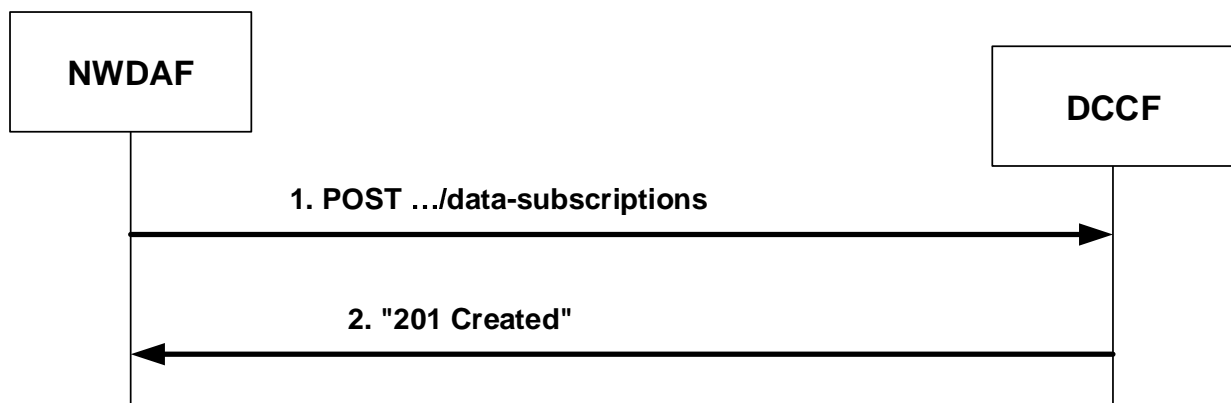 NWDAF
DCCF
1. POST …/data-subscriptions
2. "201 Created"